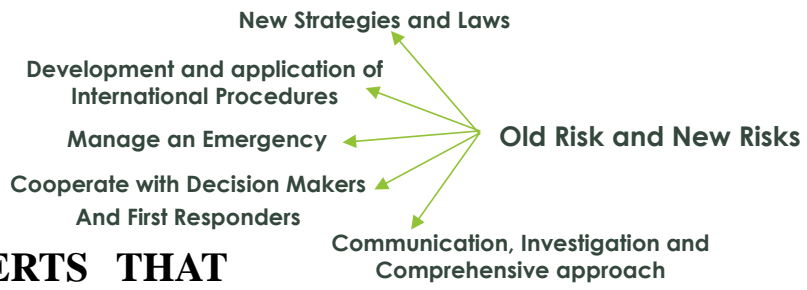 New Strategies and Laws
Development and application of
International Procedures
Manage an Emergency
Old Risk and New Risks
Cooperate with Decision Makers
And First Responders
Communication, Investigation and
Comprehensive approach
THAT